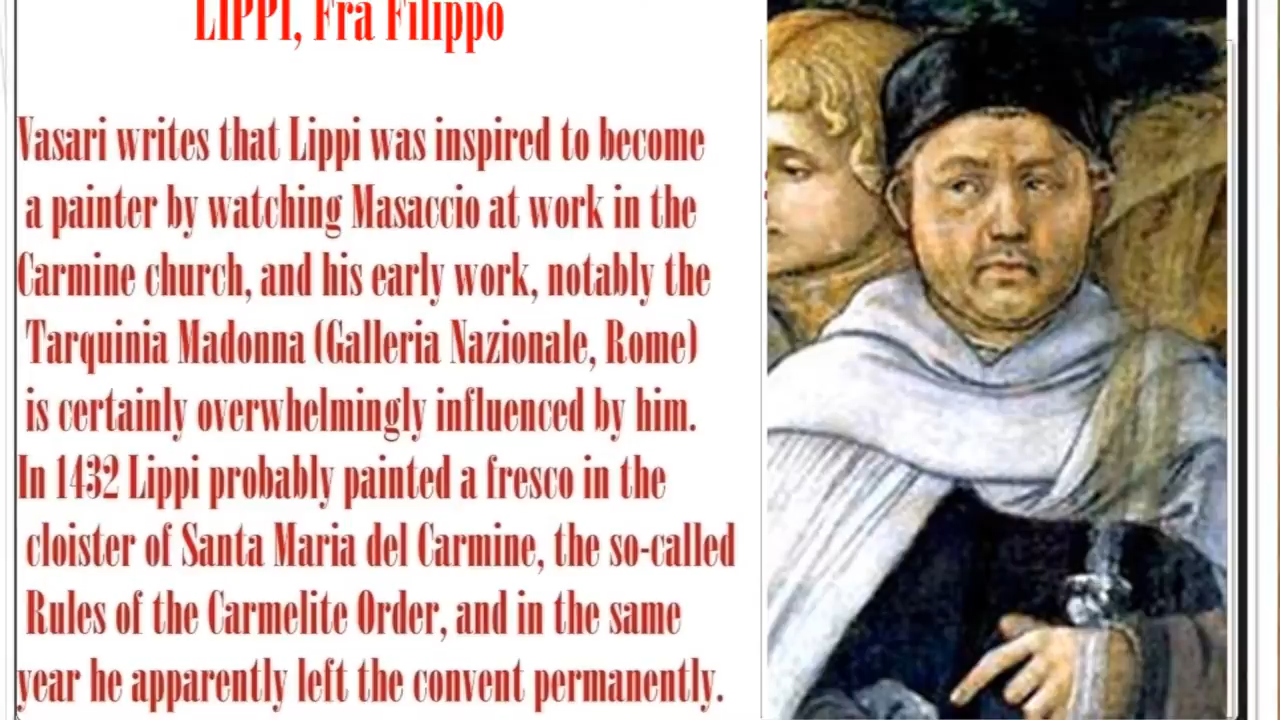 LIPPI, Fra Filippo
Vasari writes that Lippi was inspired to become
a painter by watching Masaccio at work in the
Carmine church, and his early work, notably the
Tarquinia Madonna (Galleria Nazionale, Rome)
is certainly overwhelmingly influenced by him.
In 1432 Lippi probably painted a fresco in the
cloister of Santa Maria del Carmine, the so-called
Rules of the Carmelite Order, and in the same
year he apparently left the convent permanently.